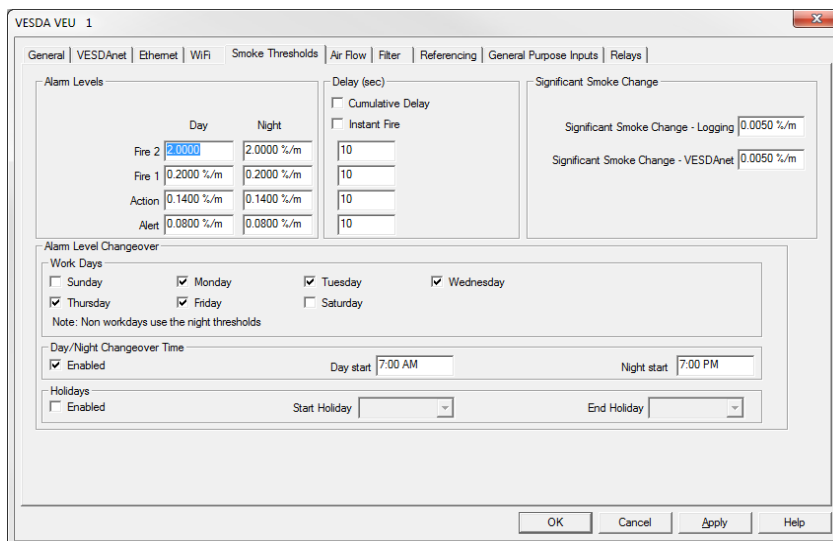 VESDA VEU 1
General VESDAnet Ethernet WiFi Smoke Thresholds Air Flow Filter Referencing General Purpose Inputs Relays
Alarm Levels
Day Night
Fire 2 2.0000 2.0000 %/m
Fire 1 0.2000 %/m 0.2000 %/m
Action 0.1400 %/m 0.1400 %/m
Alert 0.0800 %/m 0.0800 %/m
Delay (sec)
Cumulative Delay
Instant Fire
10
10
10
10
Significant Smoke Change
Significant Smoke Change - Logging 0.0050 %/m
Significant Smoke Change - VESDAnet 0.0050 %/m
Alarm Level Changeover
Work Days
Sunday Monday Tuesday Wednesday
Thursday Friday Saturday
Note: Non workdays use the night thresholds
Day/Night Changeover Time
Enabled Day start 7:00 AM Night start 7:00 PM
Holidays
Enabled Start Holiday End Holiday
OK Cancel Apply Help